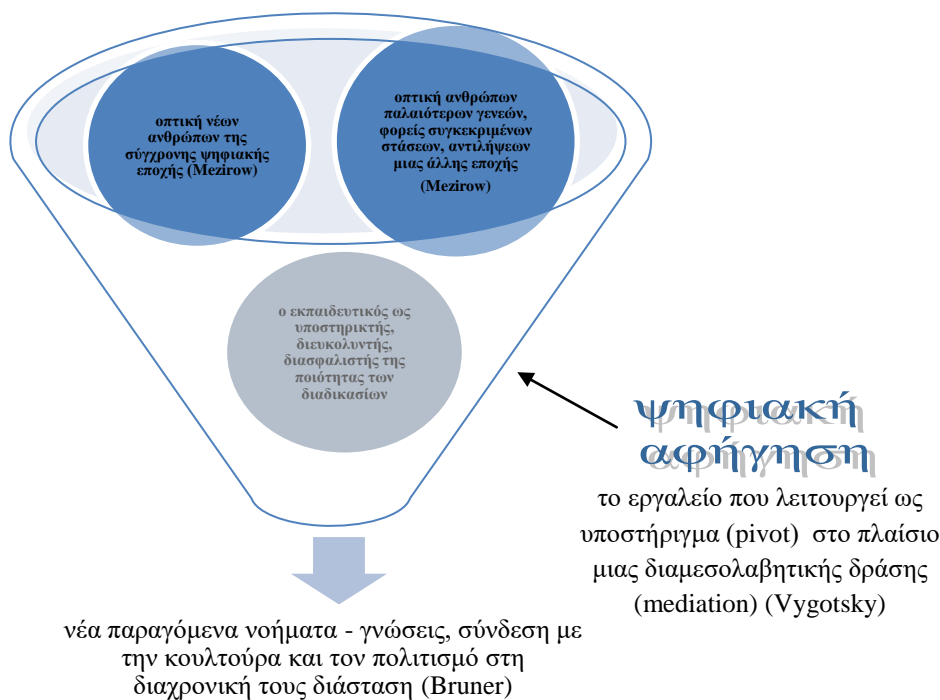 οπτική νέων
ανθρώπων της
σύγχρονης ψηφιακής
εποχής (Mezirow)
οπτική ανθρώπων
παλαιότερων γενεών,
φορείς συγκεκριμένων
στάσεων, αντιλήψεων
μιας άλλης εποχής
(Mezirow)
ο εκπαιδευτικός ως
υποστηρικτής,
διευκολυντής,
διασφαλιστής της
ποιότητας των
διαδικασίων
ψηφιακή
αφήγηση
το εργαλείο που λειτουργεί ως
υποστήριγμα (pivot) στο πλαίσιο
μιας διαμεσολαβητικής δράσης
(mediation) (Vygotsky)
νέα παραγόμενα νοήματα - γνώσεις, σύνδεση με
την κουλτούρα και τον πολιτισμό στη
διαχρονική τους διάσταση (Bruner)